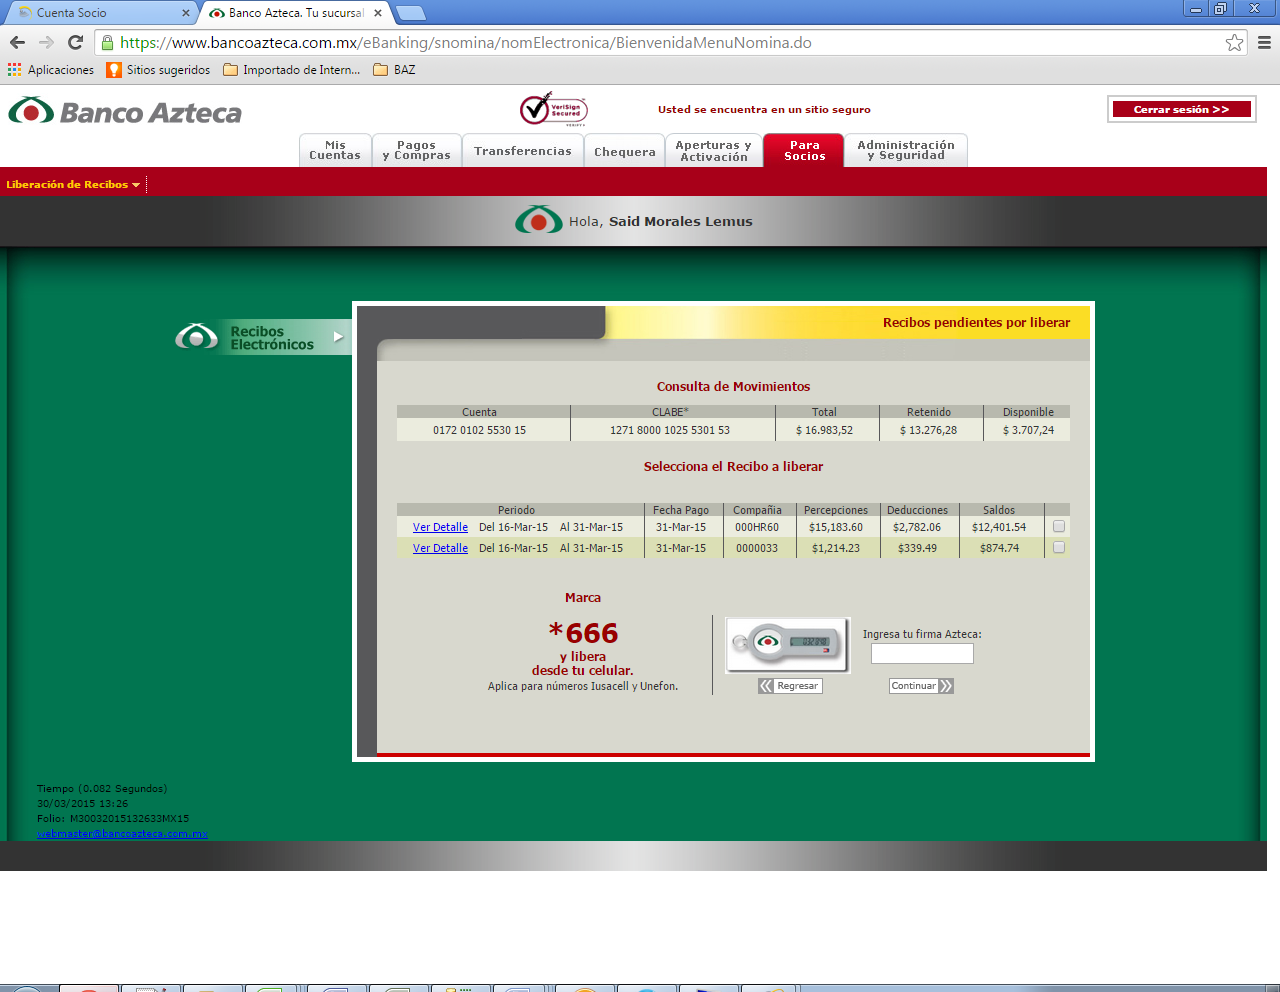 Cuenta Socio
Banco Azteca. Tu sucursal
https://www.bancoazteca.com.mx/eBanking/snomina/nomElectronica/BienvenidaMenuNomina.do
Aplicaciones Sitios sugeridos Importado de Intern... BAZ
Banco Azteca
VeriSign
Secured
VERIFY
Usted se encuentra en un sitio seguro
Cerrar sesión >>
Mis Cuentas
Pagos y Compras
Transferencias
Chequera
Aperturas y Activación
Para Socios
Administración y Seguridad
Liberación de Recibos
Hola, Said Morales Lemus
Recibos
Electrónicos
Recibos pendientes por liberar
Consulta de Movimientos
Cuenta CLABE* Total Retenido Disponible
0172 0102 5530 15 1271 8000 1025 5301 53 $ 16.983,52 $ 13.276,28 $ 3.707,24
Selecciona el Recibo a liberar
Periodo Fecha Pago Compañia Percepciones Deducciones Saldos
Ver Detalle Del 16-Mar-15 Al 31-Mar-15 31-Mar-15 000HR60 $15,183.60 $2,782.06 $12,401.54
Ver Detalle Del 16-Mar-15 Al 31-Mar-15 31-Mar-15 0000033 $1,214.23 $339.49 $874.74
Marca
*666
y libera
desde tu celular.
Aplica para números Iusacell y Unefon.
Ingresa tu firma Azteca:
Regresar
Continuar
Tiempo (0.082 Segundos)
30/03/2015 13:26
Folio: M30032015132633MX15
webmaster@bancoazteca.com.mx